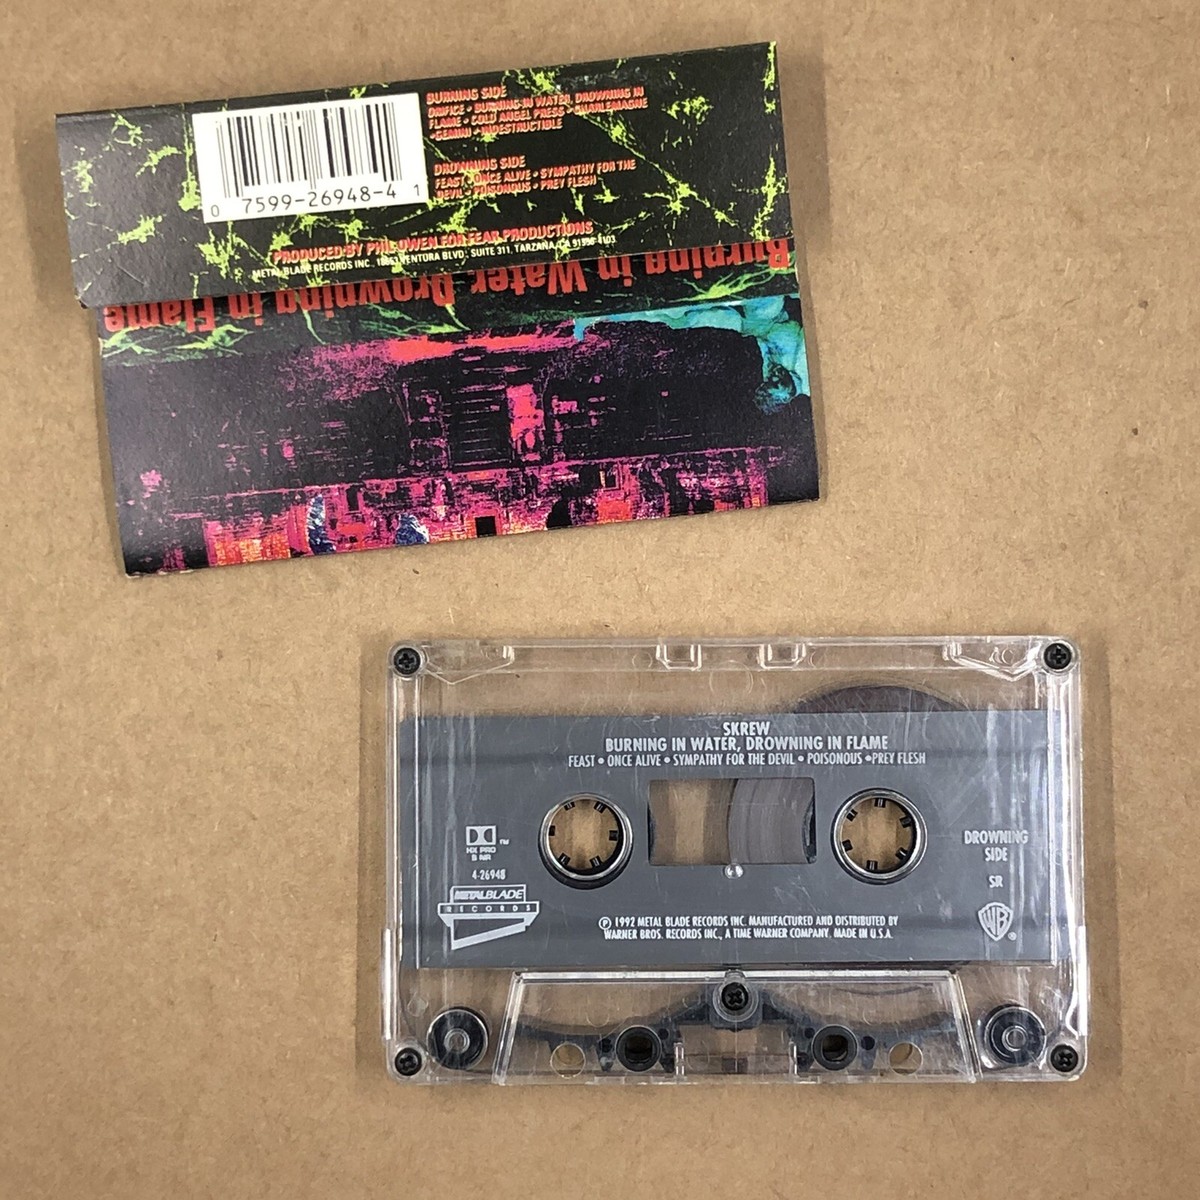 BURNING SIDE
ORIFICE • BURNING IN WATER, DROWNING IN
FLAME • COLD ANGEL PRESS • CHARLEMAGNE
• GEMINI • INDESTRUCTIBLE
DROWNING SIDE
FEAST • ONCE ALIVE • SYMPATHY FOR THE
DEVIL • POISONOUS • PREY FLESH
0 7599-26948-4 1
PRODUCED BY PHIL OWEN FOR FEAR PRODUCTIONS
METAL BLADE RECORDS INC. VENTURA BLVD. SUITE 311, TARZANA, CA
Burning in Water, Drowning in Flame
SKREW
BURNING IN WATER, DROWNING IN FLAME
FEAST • ONCE ALIVE • SYMPATHY FOR THE DEVIL • POISONOUS •PREY FLESH
HX PRO
B NR
™
4-26948
METALBLADE
RECORDS
DROWNING
SIDE
SR
WB
®
℗ 1992 METAL BLADE RECORDS INC. MANUFACTURED AND DISTRIBUTED BY
WARNER BROS. RECORDS INC., A TIME WARNER COMPANY. MADE IN U.S.A.